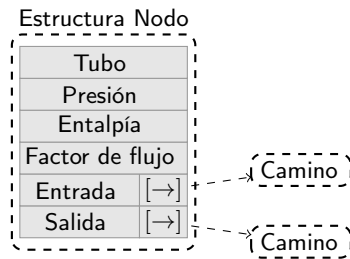 Estructura Nodo
Tubo
Presión
Entalpía
Factor de flujo
Entrada [→]
Camino
Salida [→]
Camino